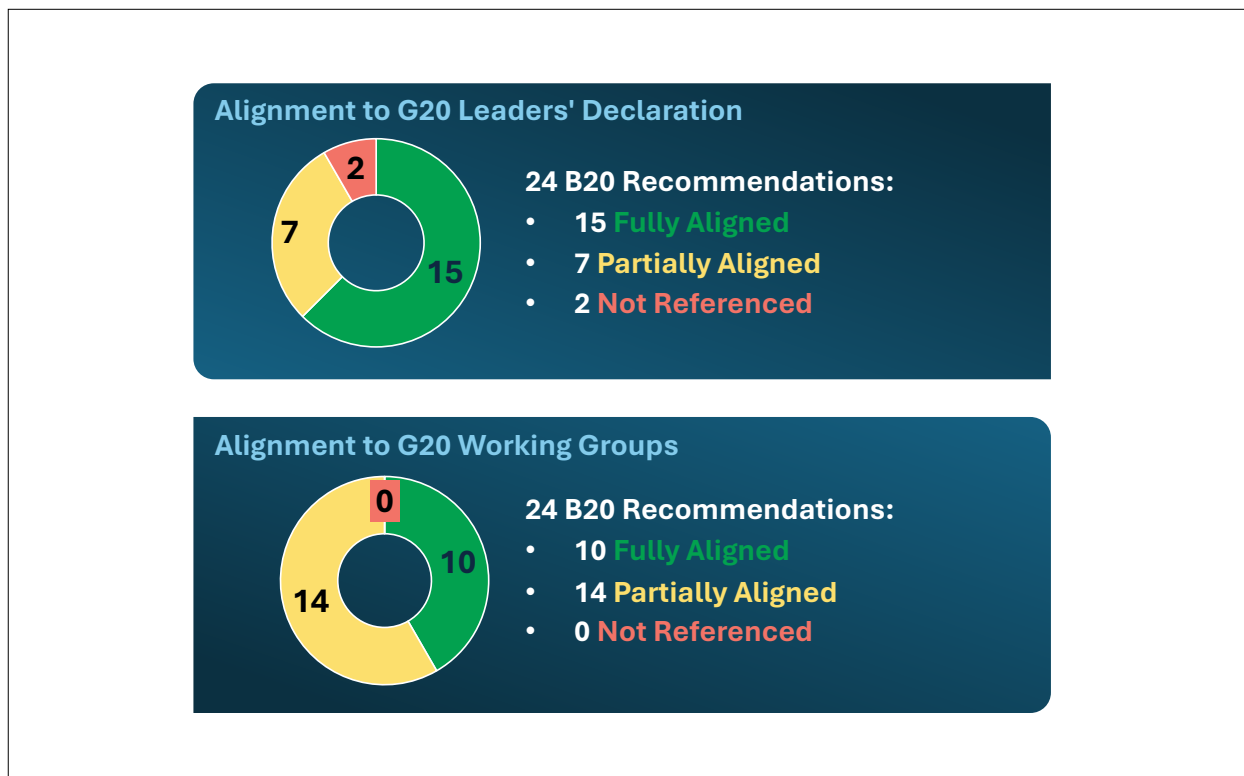 Alignment to G20 Leaders' Declaration
2
7
15
24 B20 Recommendations:
• 15 Fully Aligned
• 7 Partially Aligned
• 2 Not Referenced
Alignment to G20 Working Groups
0
10
14
24 B20 Recommendations:
• 10 Fully Aligned
• 14 Partially Aligned
• 0 Not Referenced